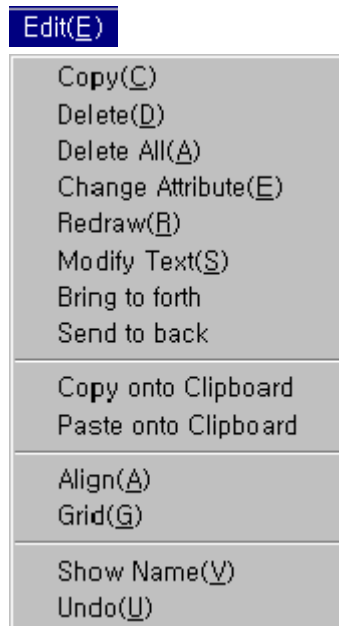 Edit(E)
Copy(C)
Delete(D)
Delete All(A)
Change Attribute(E)
Redraw(R)
Modify Text(S)
Bring to forth
Send to back
Copy onto Clipboard
Paste onto Clipboard
Align(A)
Grid(G)
Show Name(V)
Undo(U)